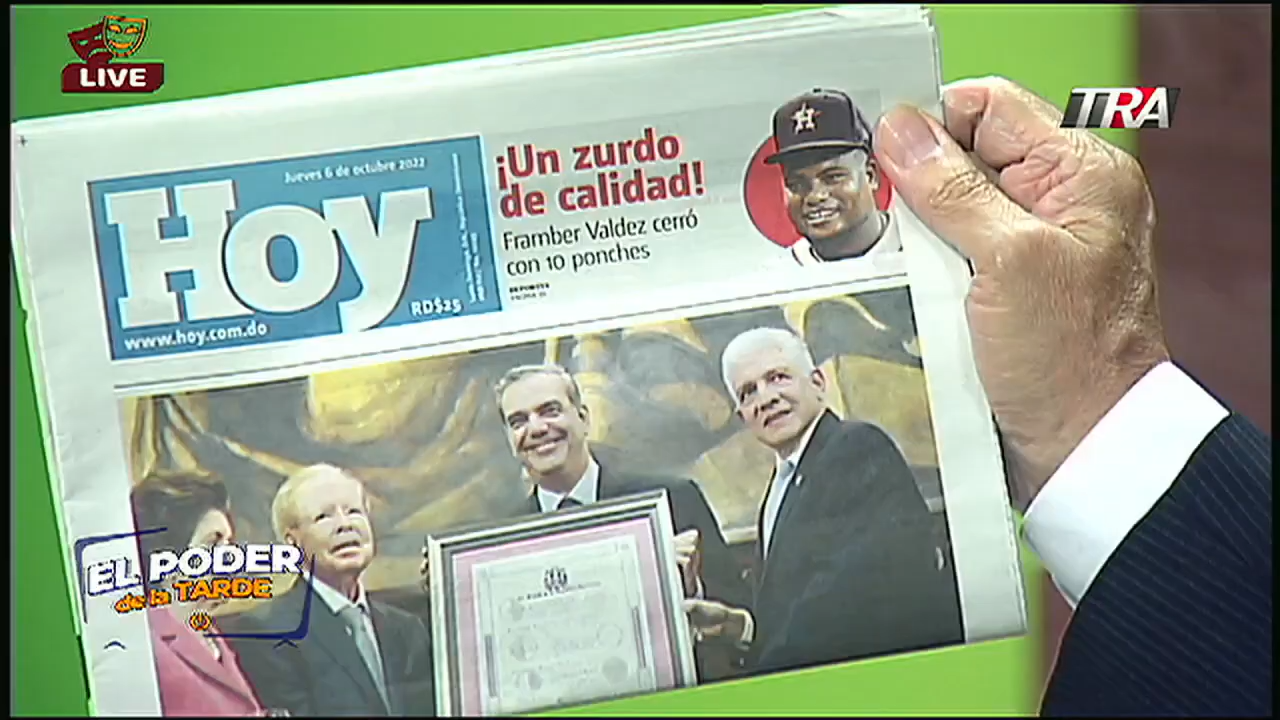 LIVE
TRA
Jueves 6 de octubre 2022
Hoy
RD$25
www.hoy.com.do
¡Un zurdo
de calidad!
Framber Valdez cerró
con 10 ponches
DEPORTES
H
EL PODER
de la TARDE